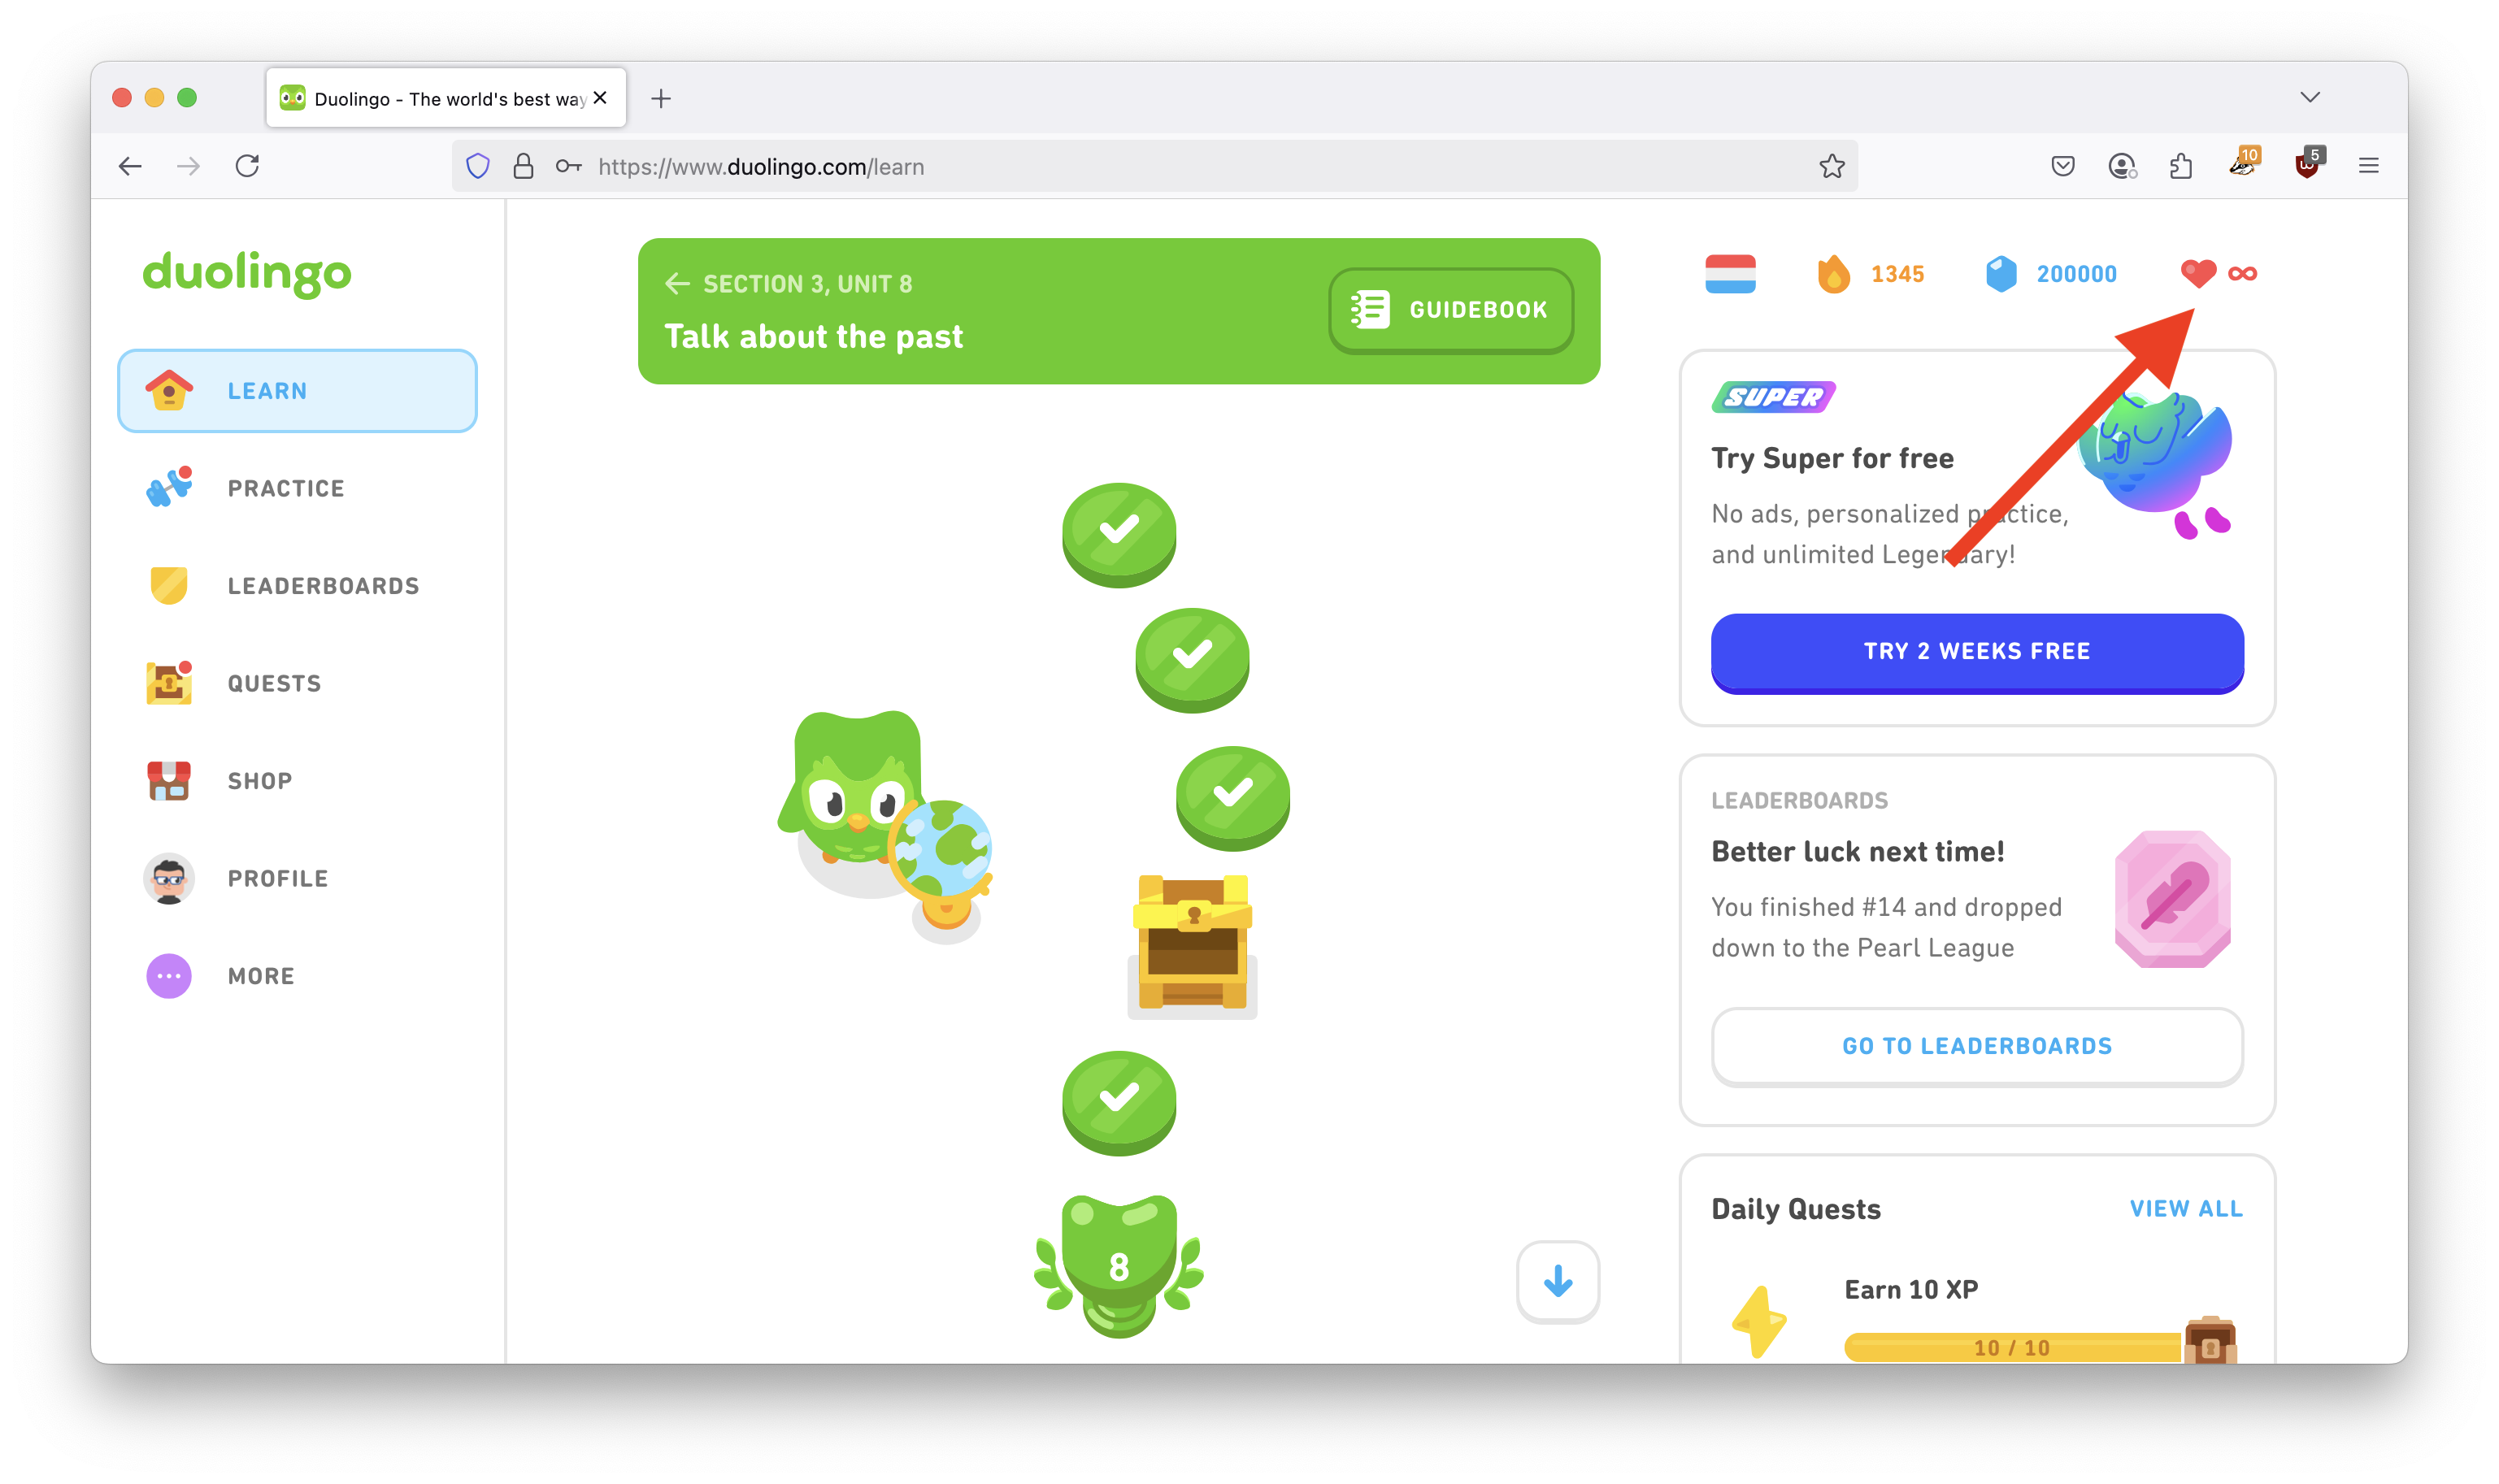 Duolingo - The world's best way
10
5
https://www.duolingo.com/learn
duolingo
LEARN
PRACTICE
LEADERBOARDS
QUESTS
SHOP
PROFILE
MORE
SECTION 3, UNIT 8
Talk about the past
GUIDEBOOK
8
1345
200000
∞
SUPER
Try Super for free
No ads, personalized practice,
and unlimited Legendary!
TRY 2 WEEKS FREE
LEADERBOARDS
Better luck next time!
You finished #14 and dropped
down to the Pearl League
GO TO LEADERBOARDS
Daily Quests
VIEW ALL
Earn 10 XP
10 / 10